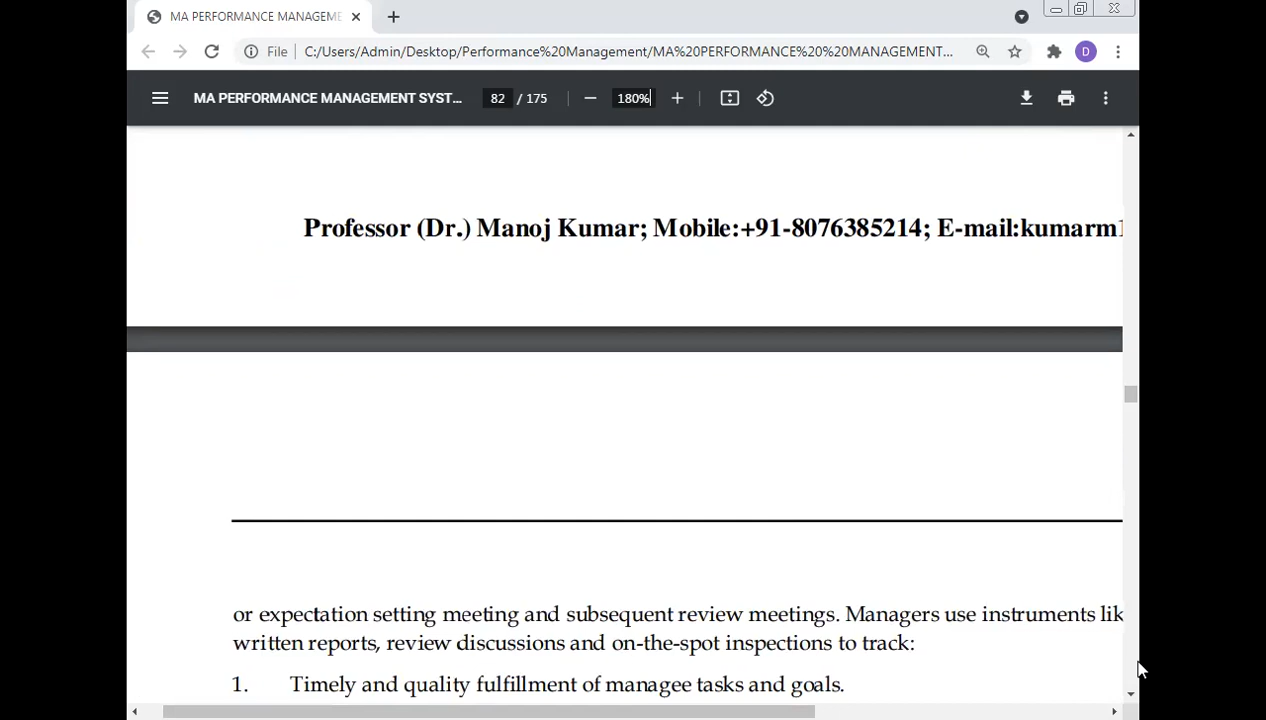 MA PERFORMANCE MANAGEME
File C:/Users/Admin/Desktop/Performance%20Management/MA%20PERFORMANCE%20%20MANAGEMENT...
D
MA PERFORMANCE MANAGEMENT SYST... 82 / 175 180%
Professor (Dr.) Manoj Kumar; Mobile:+91-8076385214; E-mail:kumarm1
or expectation setting meeting and subsequent review meetings. Managers use instruments lik
written reports, review discussions and on-the-spot inspections to track:
1. Timely and quality fulfillment of managee tasks and goals.